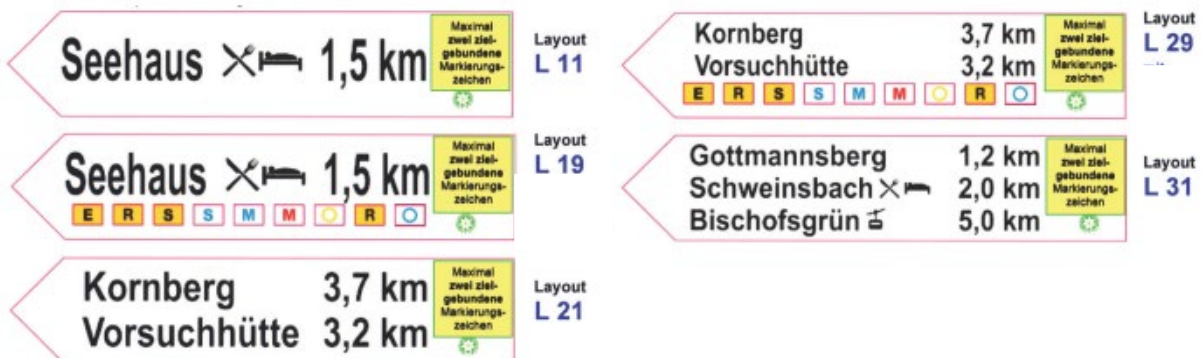 Seehaus 1,5 km
Maximal
zwei ziel-
gebundene
Markierungs-
zeichen
Layout
L 11
Seehaus 1,5 km
E R S S M M R
Maximal
zwei ziel-
gebundene
Markierungs-
zeichen
Layout
L 19
Kornberg 3,7 km
Vorsuchhütte 3,2 km
Maximal
zwei ziel-
gebundene
Markierungs-
zeichen
Layout
L 21
Kornberg 3,7 km
Vorsuchhütte 3,2 km
E R S S M M R
Maximal
zwei ziel-
gebundene
Markierungs-
zeichen
Layout
L 29
Gottmannsberg 1,2 km
Schweinsbach 2,0 km
Bischofsgrün 5,0 km
Maximal
zwei ziel-
gebundene
Markierungs-
zeichen
Layout
L 31